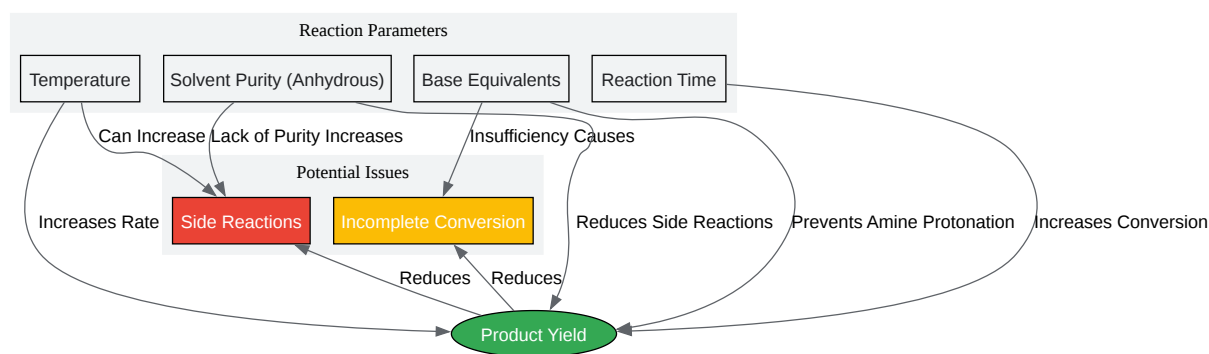 Reaction Parameters
Temperature
Solvent Purity (Anhydrous)
Base Equivalents
Reaction Time
Can Increase
Lack of Purity Increases
Insufficiency Causes
Potential Issues
Side Reactions
Incomplete Conversion
Increases Rate
Reduces Side Reactions
Prevents Amine Protonation
Increases Conversion
Reduces
Reduces
Product Yield